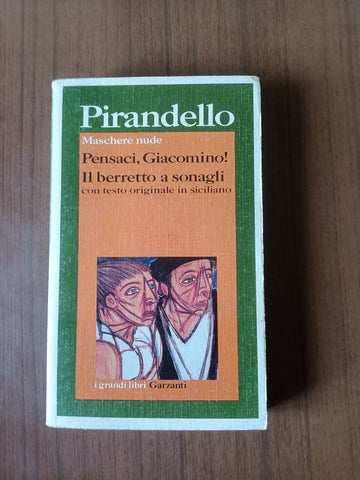 Pirandello
Maschere nude
Pensaci, Giacomino!
Il berretto a sonagli
con testo originale in siciliano
i grandi libri Garzanti